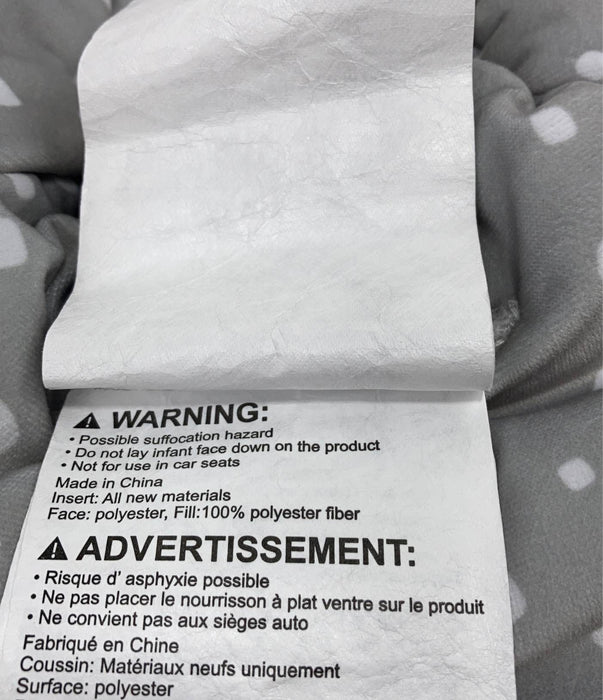 ⚠ WARNING:
• Possible suffocation hazard
• Do not lay infant face down on the product
• Not for use in car seats
Made in China
Insert: All new materials
Face: polyester, Fill:100% polyester fiber
⚠ ADVERTISSEMENT:
• Risque d' asphyxie possible
• Ne pas placer le nourrisson à plat ventre sur le produit
• Ne convient pas aux sièges auto
Fabriqué en Chine
Coussin: Matériaux neufs uniquement
Surface: polyester